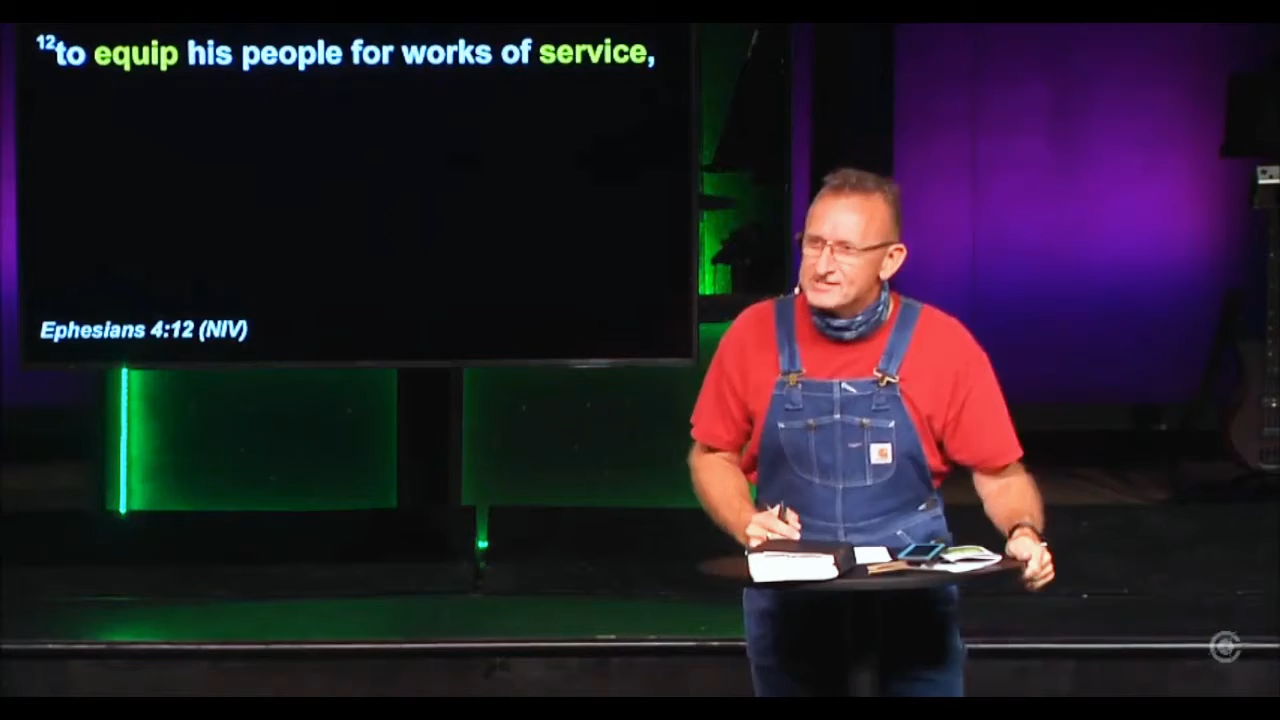 ¹²to equip his people for works of service,
Ephesians 4:12 (NIV)